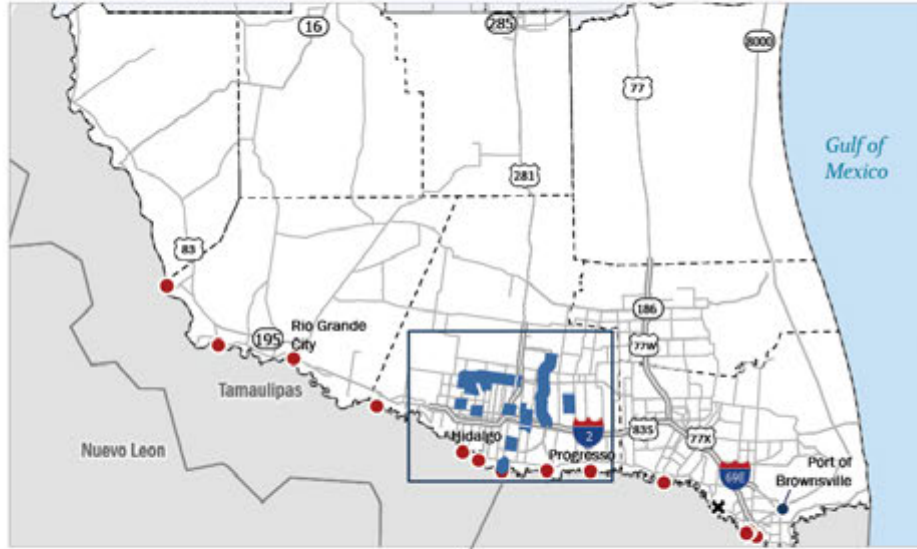 16
285
8000
77
Gulf of
Mexico
281
83
186
195
Rio Grande
City
77W
Tamaulipas
Hidalgo
2
83S
77X
Nuevo Leon
Progresso
Port of
Brownsville
69E